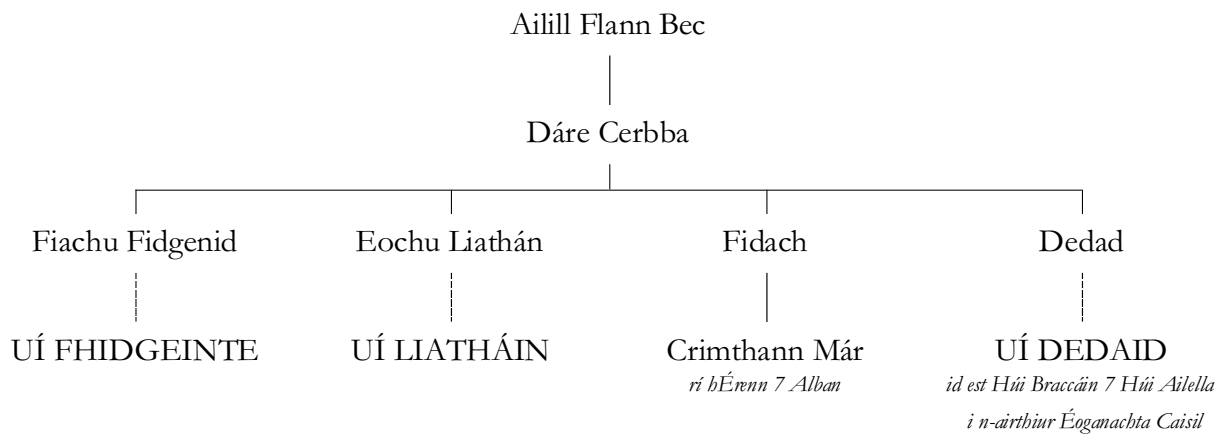 Ailill Flann Bec
Dáre Cerbba
Fiachu Fidgenid Eochu Liathán Fidach Dedad
UÍ FHIDGEINTE UÍ LIATHÁIN Crimthann Már UÍ DEDAID
rí hÉrenn 7 Alban id est Húi Braccáin 7 Húi Ailella
i n-airthiur Éoganachta Caisil